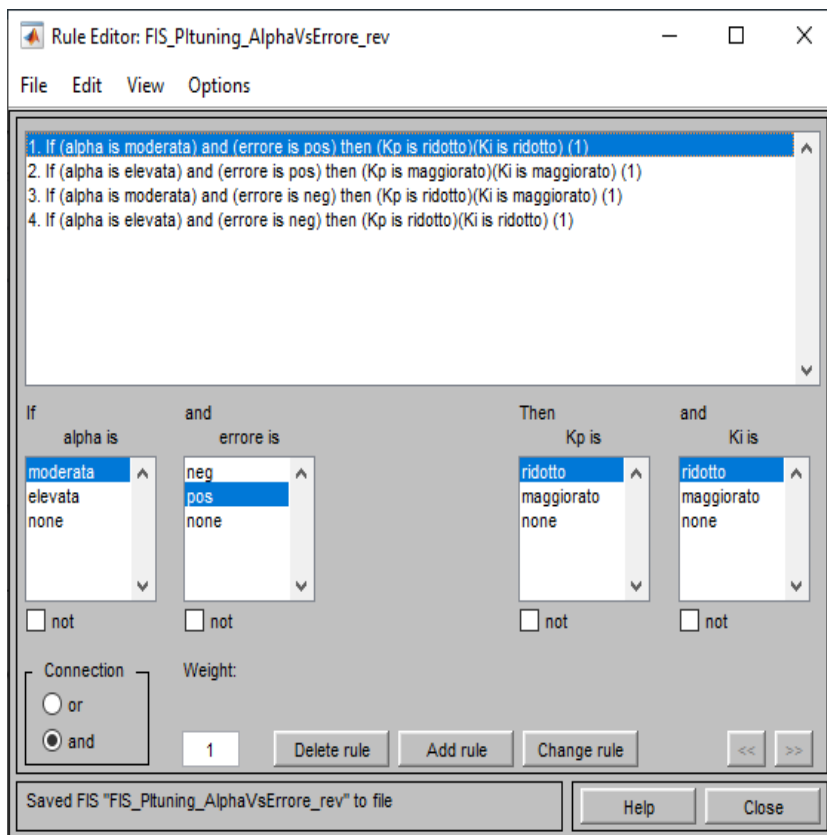 Rule Editor: FIS_PItuning_AlphaVsErrore_rev
File Edit View Options
1. If (alpha is moderata) and (errore is pos) then (Kp is ridotto)(Ki is ridotto) (1)
2. If (alpha is elevata) and (errore is pos) then (Kp is maggiorato)(Ki is maggiorato) (1)
3. If (alpha is moderata) and (errore is neg) then (Kp is ridotto)(Ki is maggiorato) (1)
4. If (alpha is elevata) and (errore is neg) then (Kp is ridotto)(Ki is ridotto) (1)
If and Then and
alpha is errore is Kp is Ki is
moderata neg ridotto ridotto
elevata pos maggiorato maggiorato
none none none none
not not not not
Connection Weight:
or
and 1 Delete rule Add rule Change rule << >>
Saved FIS "FIS_PItuning_AlphaVsErrore_rev" to file Help Close